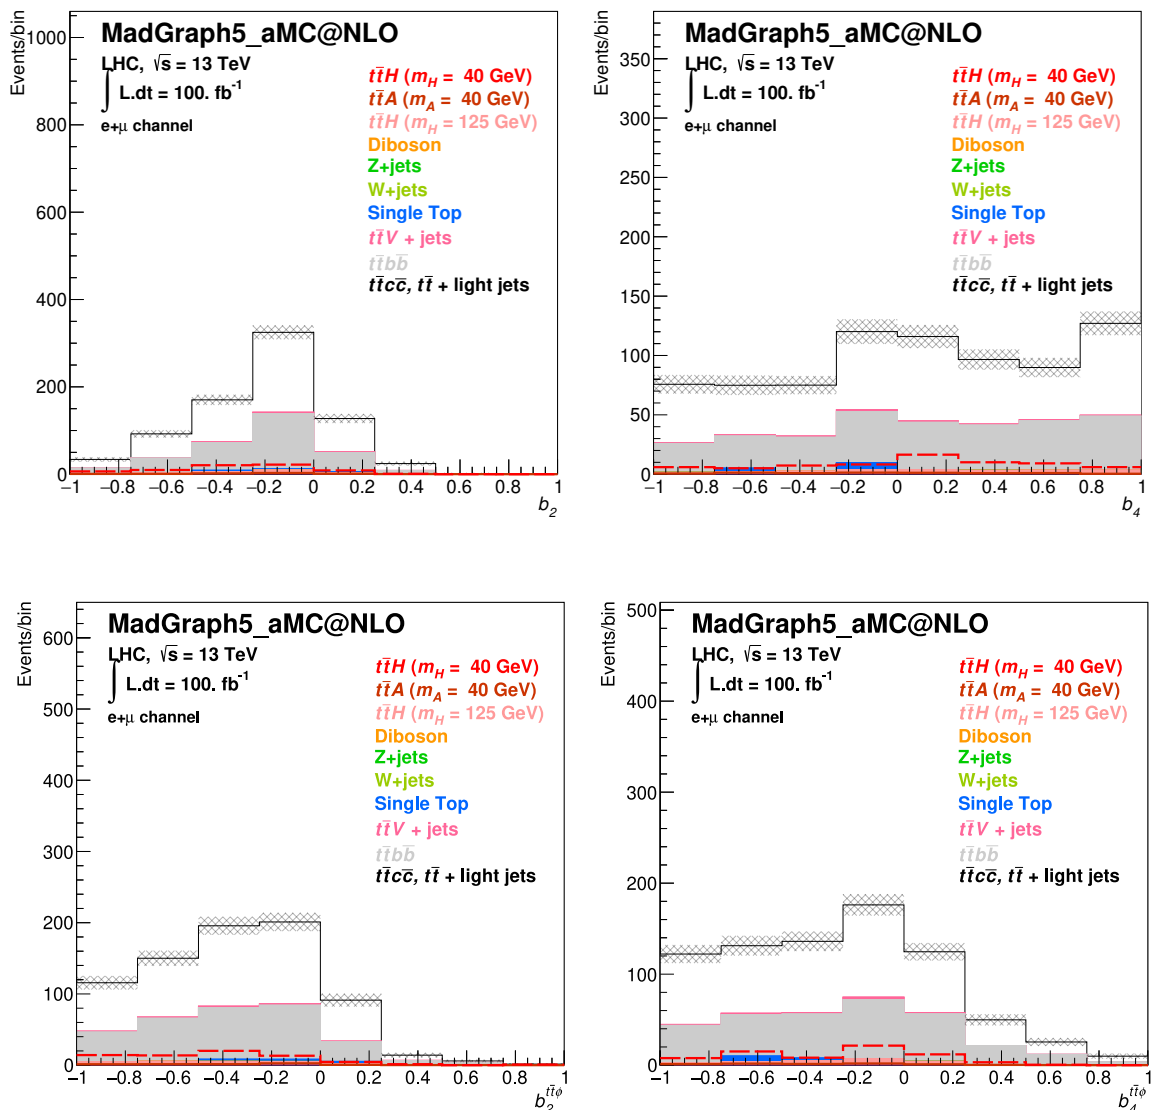 Events/bin
1000
800
600
400
200
0
MadGraph5_aMC@NLO
LHC, √s = 13 TeV
∫ L.dt = 100. fb⁻¹
e+μ channel
tt̄H (m_H = 40 GeV)
tt̄A (m_A = 40 GeV)
tt̄H (m_H = 125 GeV)
Diboson
Z+jets
W+jets
Single Top
tt̄V + jets
tt̄bb̄
tt̄cc̄, tt̄ + light jets
−1 −0.8 −0.6 −0.4 −0.2 0 0.2 0.4 0.6 0.8 1
b₂
Events/bin
350
300
250
200
150
100
50
0
MadGraph5_aMC@NLO
LHC, √s = 13 TeV
∫ L.dt = 100. fb⁻¹
e+μ channel
tt̄H (m_H = 40 GeV)
tt̄A (m_A = 40 GeV)
tt̄H (m_H = 125 GeV)
Diboson
Z+jets
W+jets
Single Top
tt̄V + jets
tt̄bb̄
tt̄cc̄, tt̄ + light jets
−1 −0.8 −0.6 −0.4 −0.2 0 0.2 0.4 0.6 0.8 1
b₄
Events/bin
600
500
400
300
200
100
0
MadGraph5_aMC@NLO
LHC, √s = 13 TeV
∫ L.dt = 100. fb⁻¹
e+μ channel
tt̄H (m_H = 40 GeV)
tt̄A (m_A = 40 GeV)
tt̄H (m_H = 125 GeV)
Diboson
Z+jets
W+jets
Single Top
tt̄V + jets
tt̄bb̄
tt̄cc̄, tt̄ + light jets
−1 −0.8 −0.6 −0.4 −0.2 0 0.2 0.4 0.6 0.8 1
b₂^{tt̄ϕ}
Events/bin
500
400
300
200
100
0
MadGraph5_aMC@NLO
LHC, √s = 13 TeV
∫ L.dt = 100. fb⁻¹
e+μ channel
tt̄H (m_H = 40 GeV)
tt̄A (m_A = 40 GeV)
tt̄H (m_H = 125 GeV)
Diboson
Z+jets
W+jets
Single Top
tt̄V + jets
tt̄bb̄
tt̄cc̄, tt̄ + light jets
−1 −0.8 −0.6 −0.4 −0.2 0 0.2 0.4 0.6 0.8 1
b₄^{tt̄ϕ}